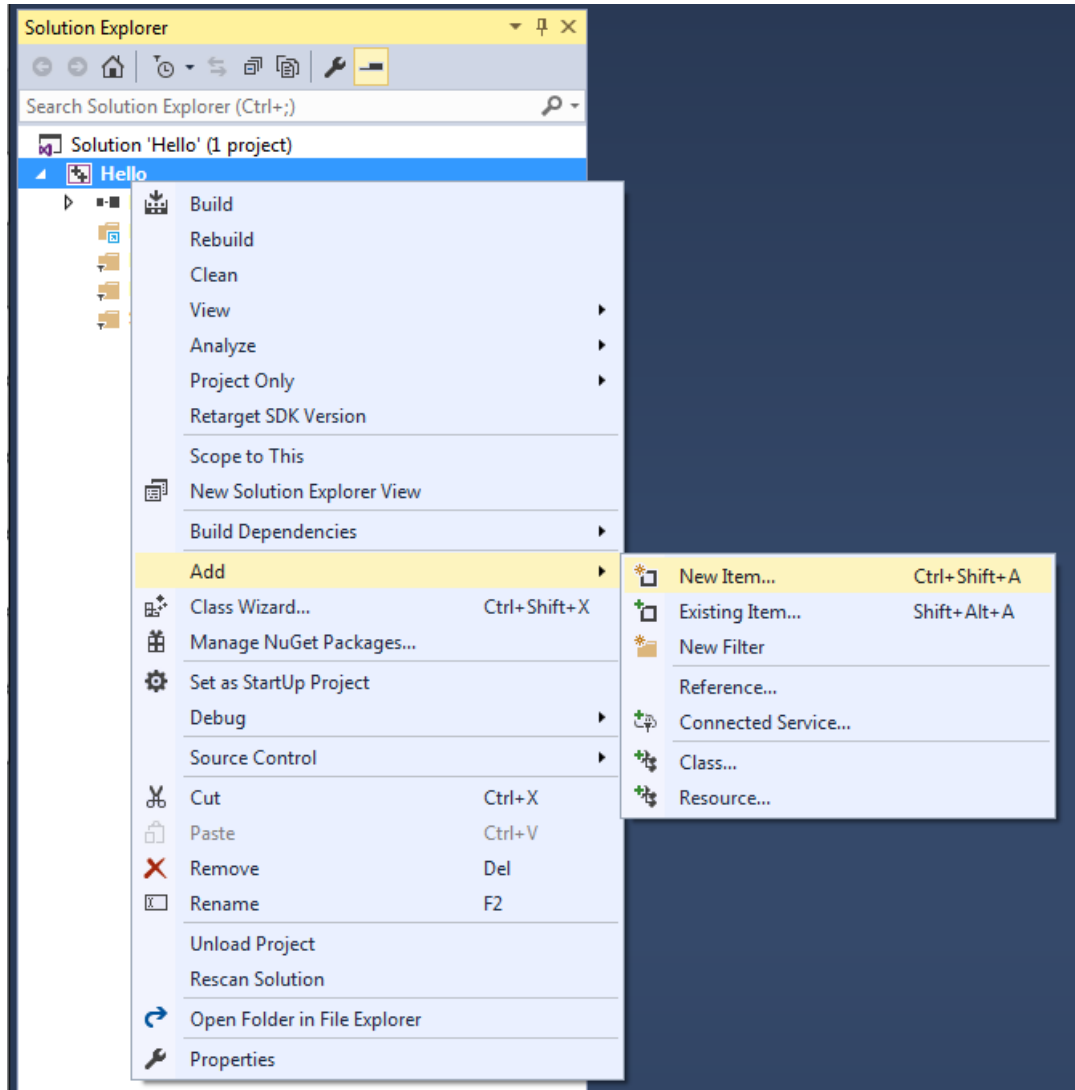 Solution Explorer
Search Solution Explorer (Ctrl+;)
Solution 'Hello' (1 project)
Hello
Build
Rebuild
Clean
View
Analyze
Project Only
Retarget SDK Version
Scope to This
New Solution Explorer View
Build Dependencies
Add
Class Wizard... Ctrl+Shift+X
Manage NuGet Packages...
Set as StartUp Project
Debug
Source Control
Cut Ctrl+X
Paste Ctrl+V
Remove Del
Rename F2
Unload Project
Rescan Solution
Open Folder in File Explorer
Properties
New Item... Ctrl+Shift+A
Existing Item... Shift+Alt+A
New Filter
Reference...
Connected Service...
Class...
Resource...